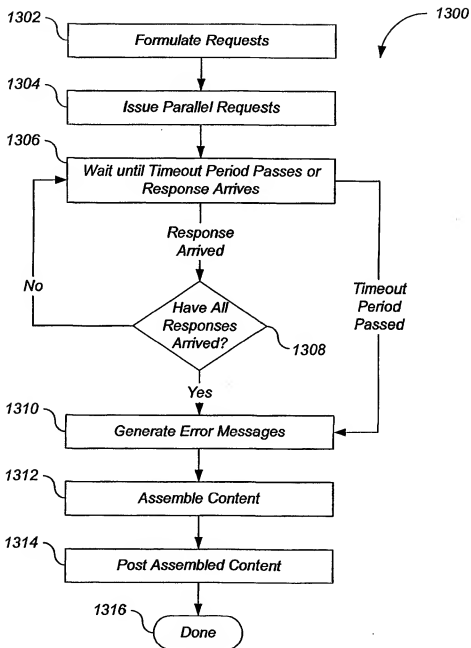 1300
1302
Formulate Requests
1304
Issue Parallel Requests
1306
Wait until Timeout Period Passes or
Response Arrives
Response
Arrived
No
Timeout
Period
Passed
Have All
Responses
Arrived?
1308
Yes
1310
Generate Error Messages
1312
Assemble Content
1314
Post Assembled Content
1316
Done